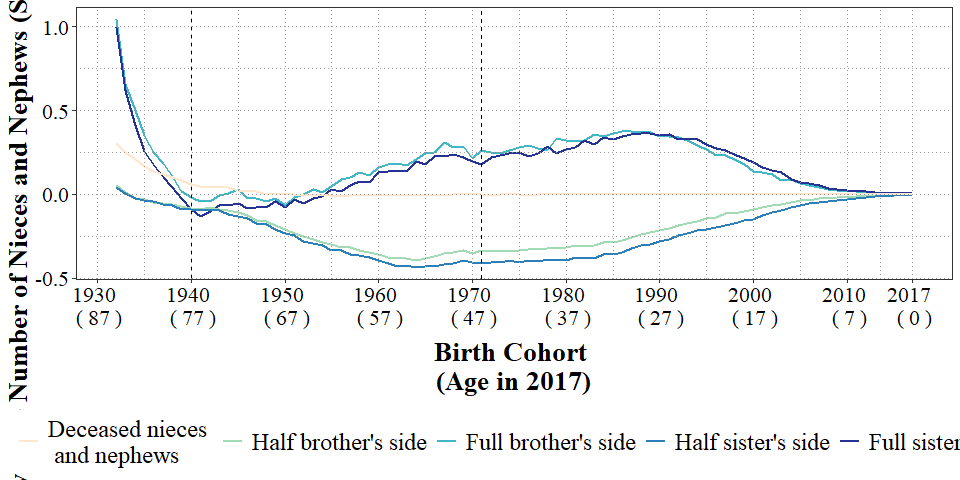 Number of Nieces and Nephews (S
1.0
0.5
0.0
-0.5
1930 1940 1950 1960 1970 1980 1990 2000 2010 2017
( 87 ) ( 77 ) ( 67 ) ( 57 ) ( 47 ) ( 37 ) ( 27 ) ( 17 ) ( 7 ) ( 0 )
Birth Cohort
(Age in 2017)
Deceased nieces
and nephews
Half brother's side
Full brother's side
Half sister's side
Full sister